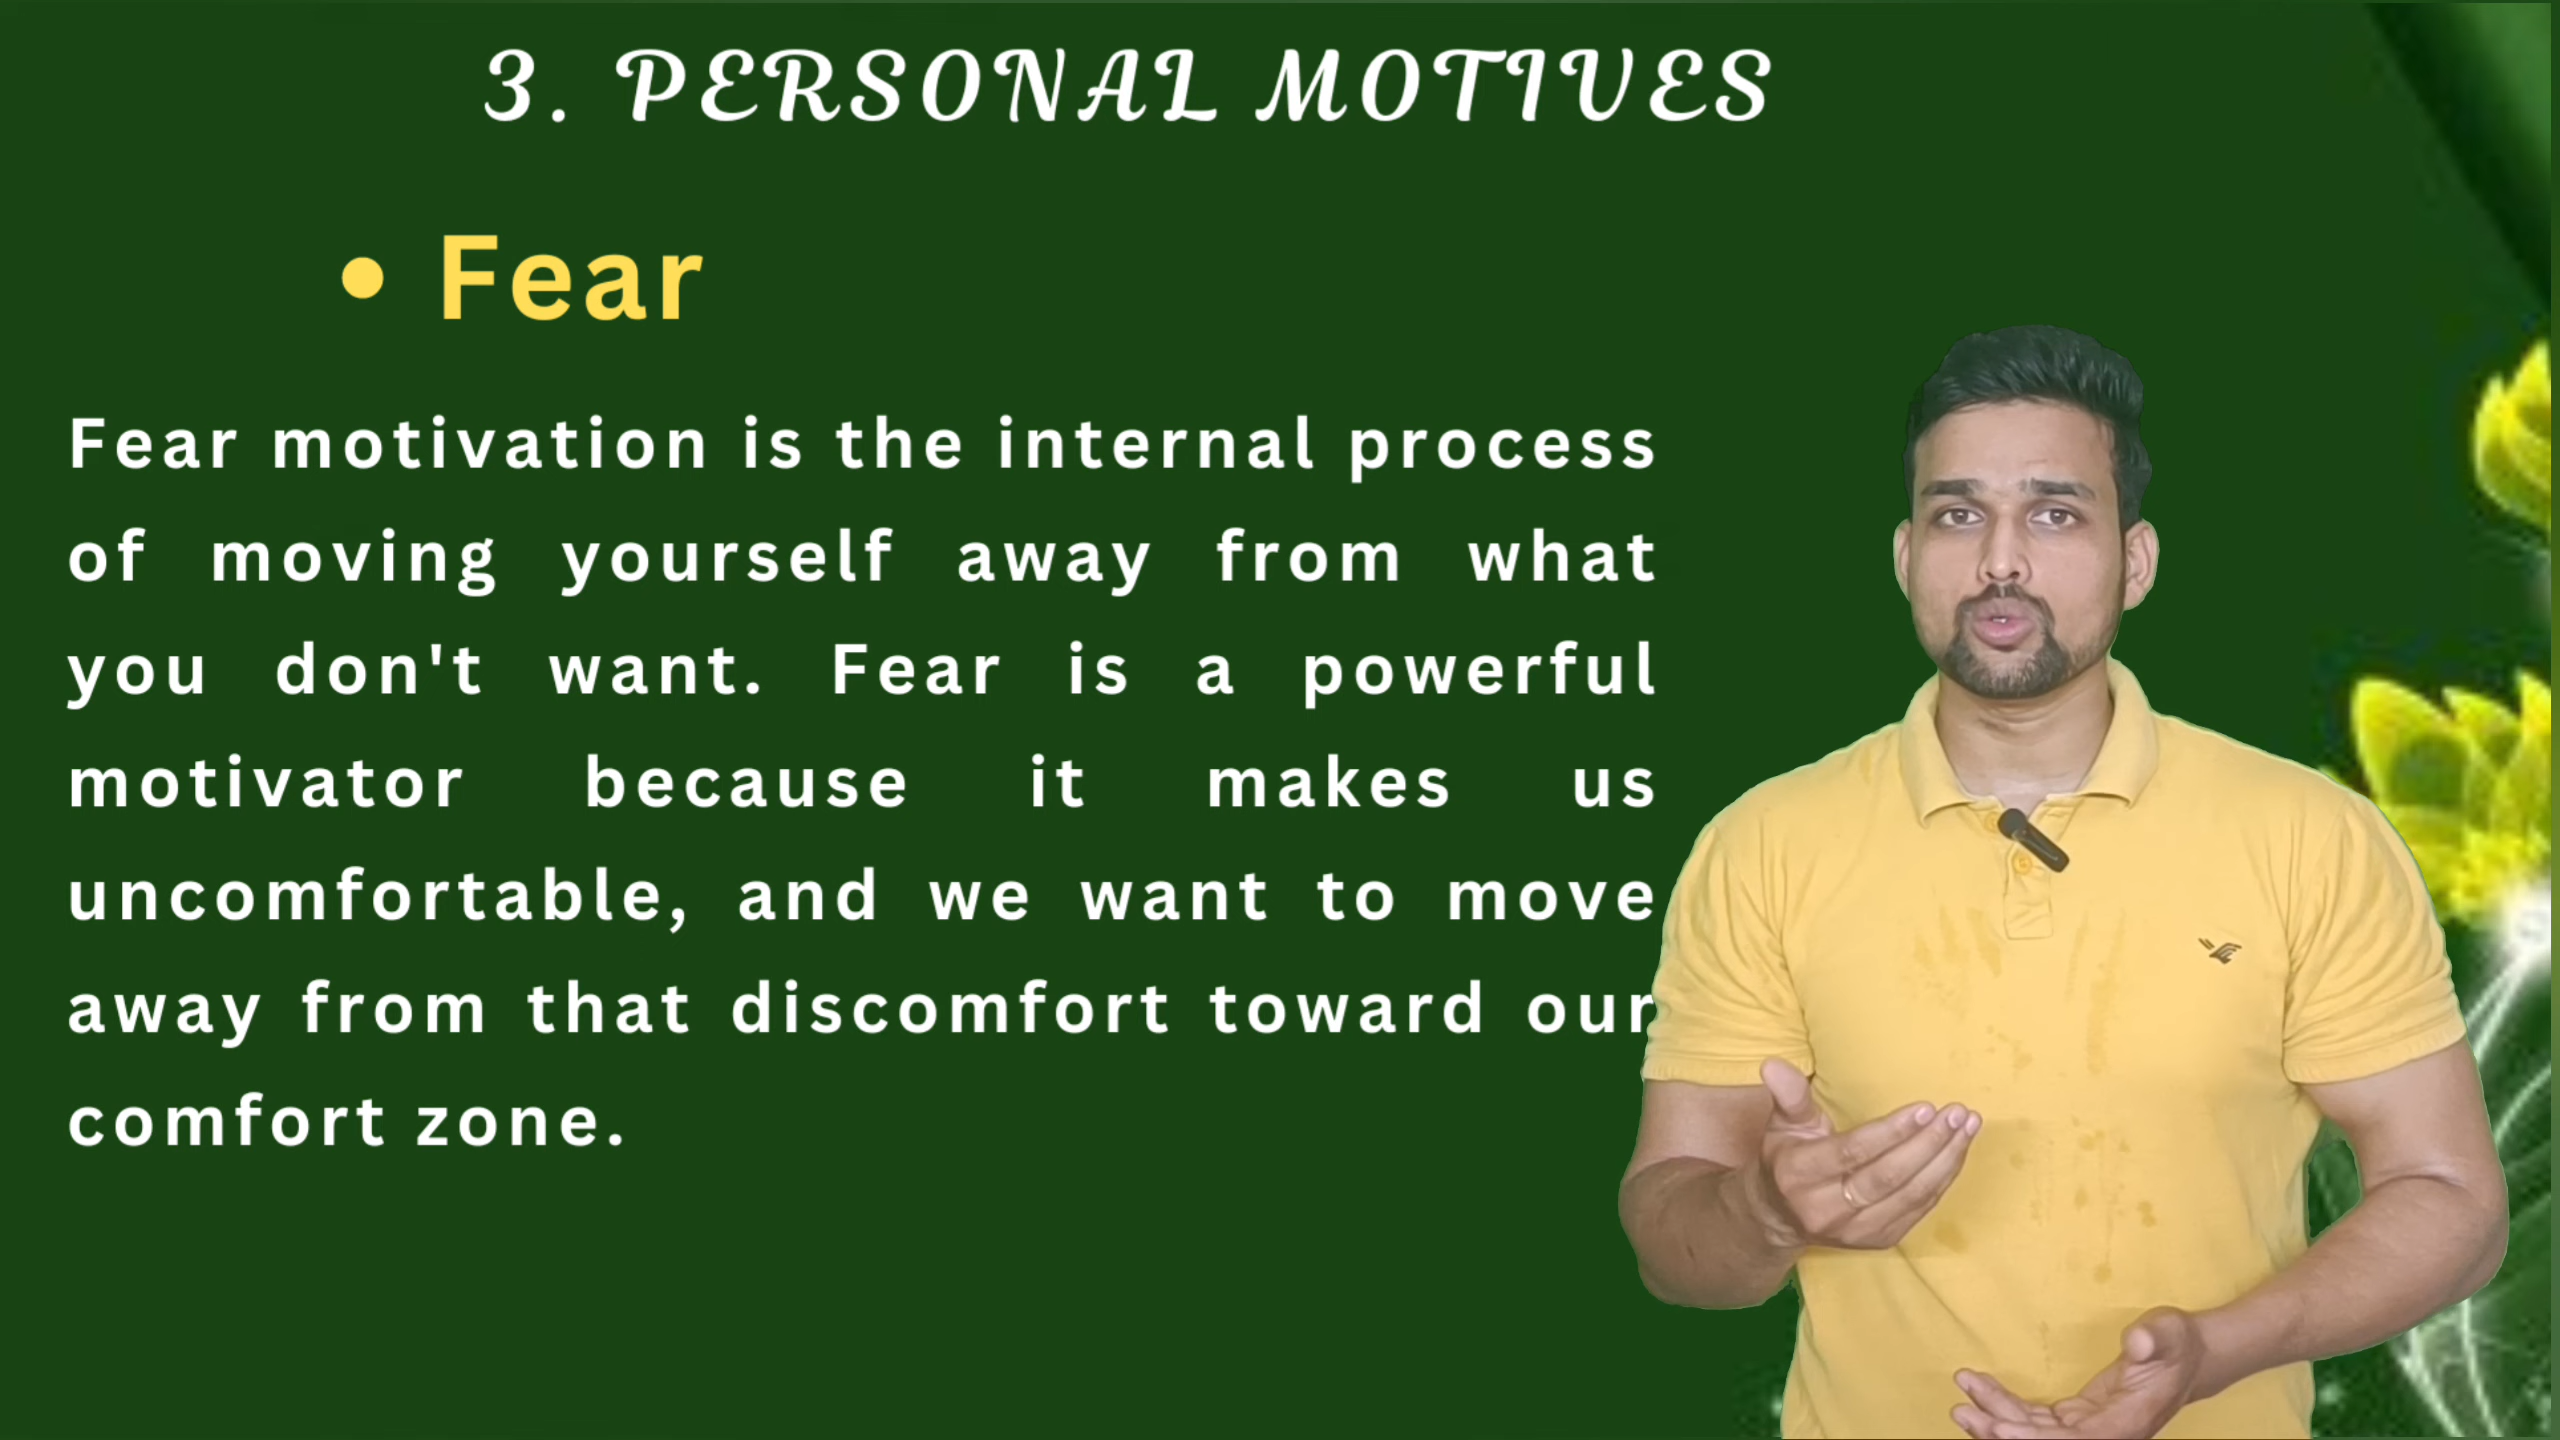 3. PERSONAL MOTIVES
• Fear
Fear motivation is the internal process
of moving yourself away from what
you don't want. Fear is a powerful
motivator because it makes us
uncomfortable, and we want to move
away from that discomfort toward our
comfort zone.